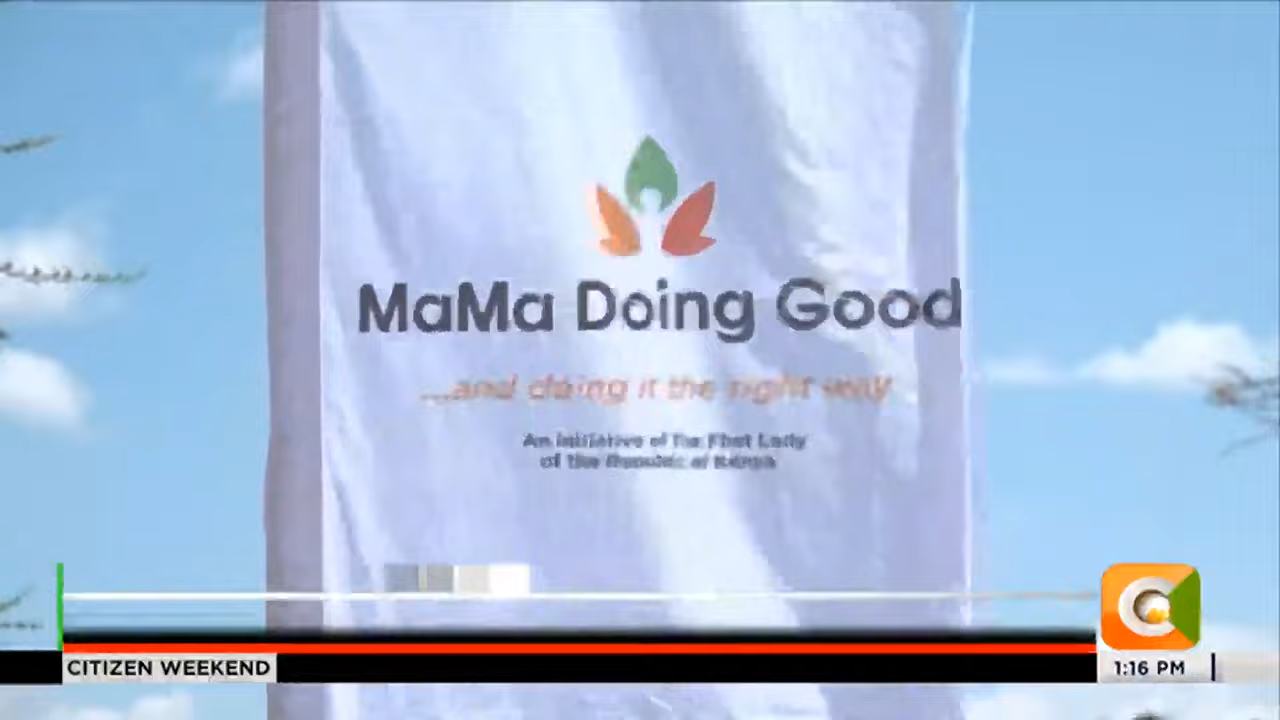 MaMa Doing Good
...and doing it the right way
An initiative of the First Lady
of the Republic of Kenya
CITIZEN WEEKEND
1:16 PM